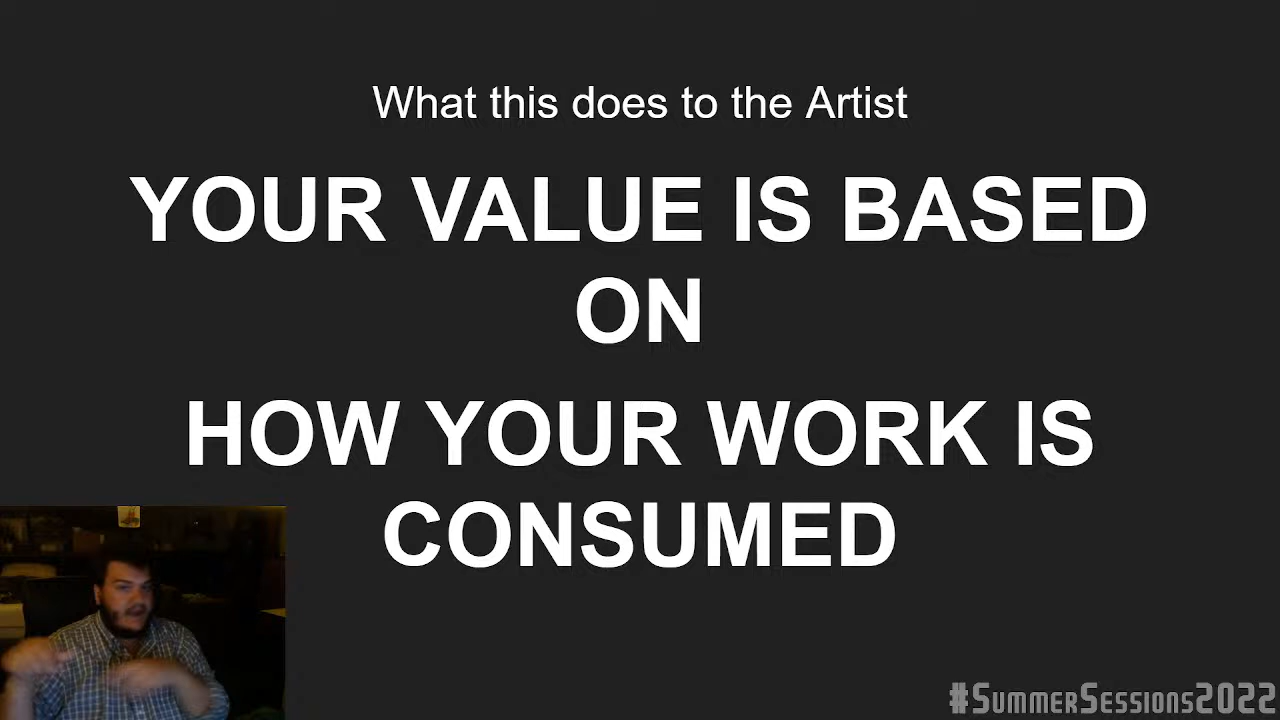 What this does to the Artist
YOUR VALUE IS BASED
ON
HOW YOUR WORK IS
CONSUMED
#SummerSessions2022